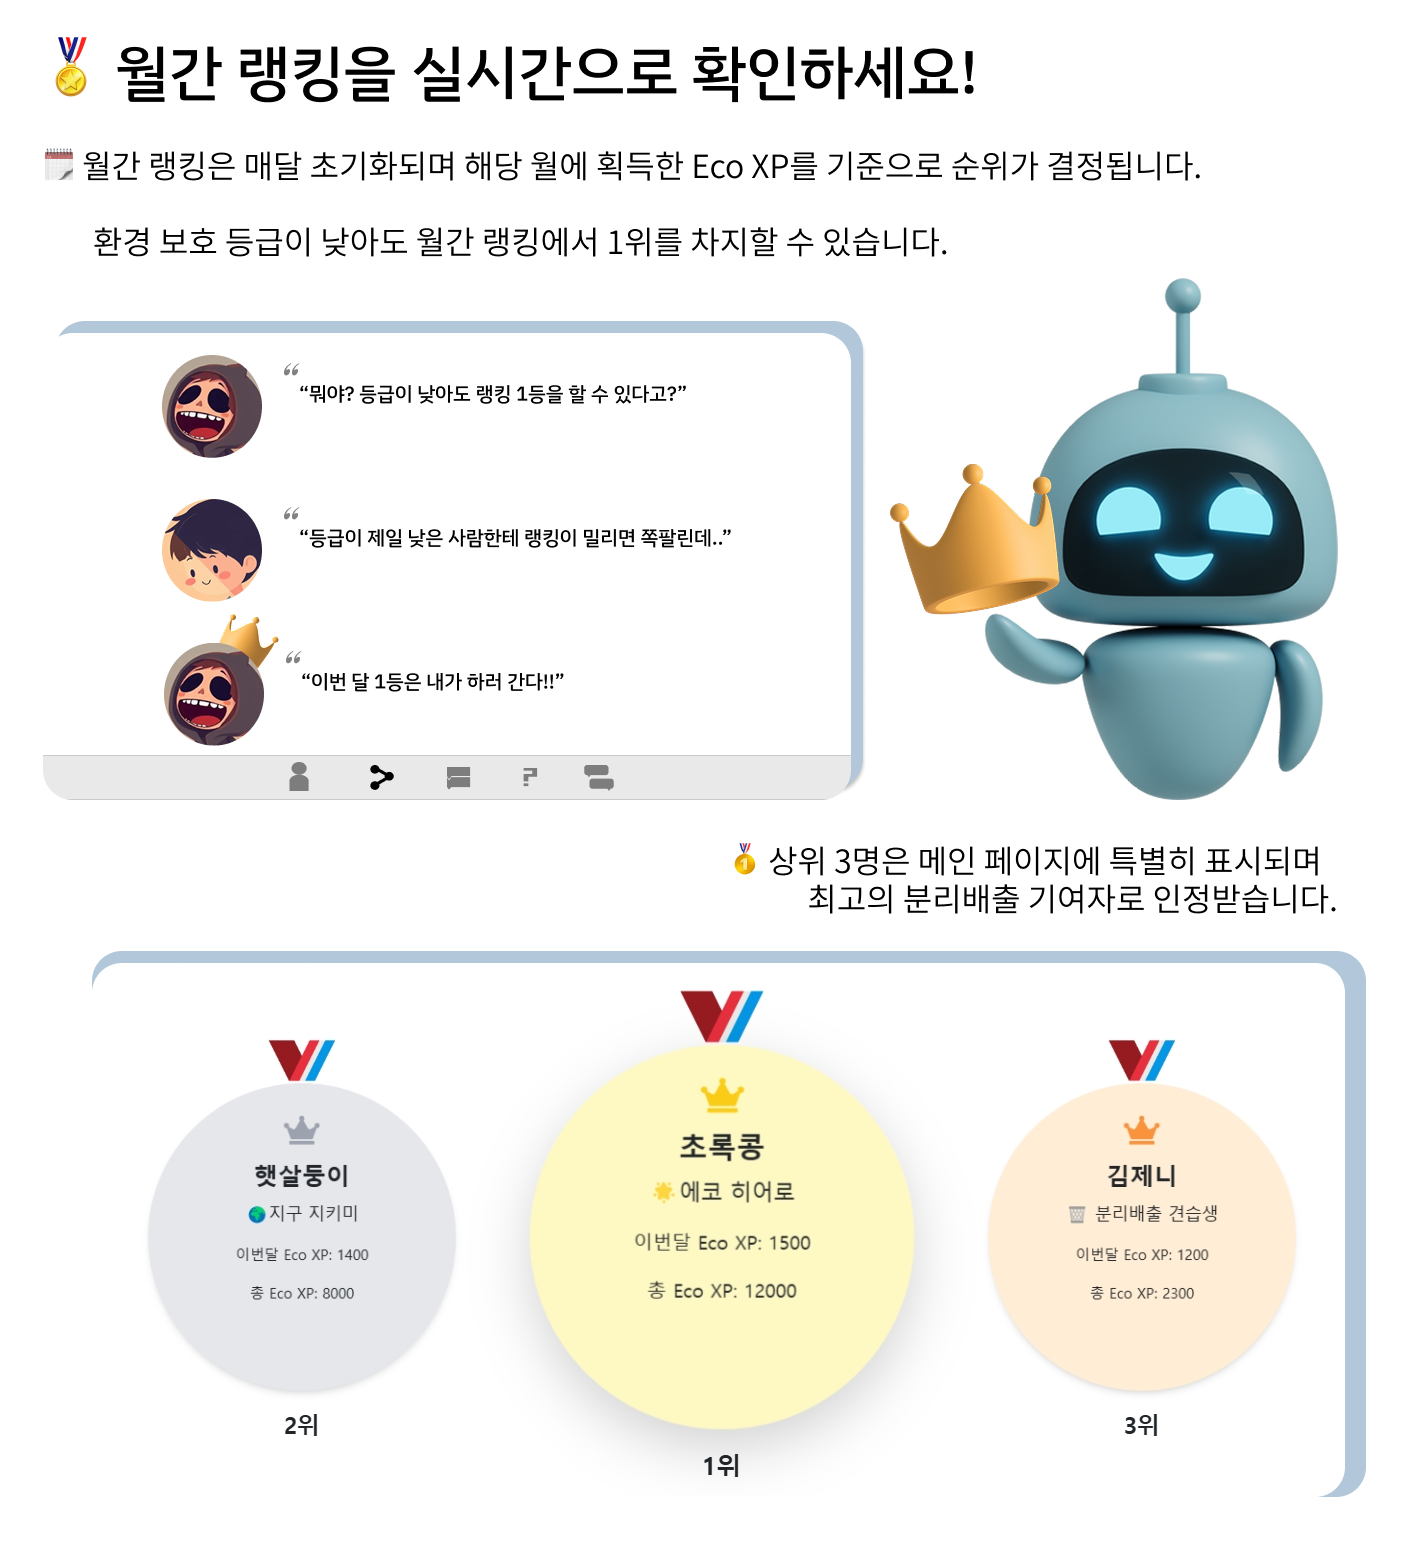 월간 랭킹을 실시간으로 확인하세요!
월간 랭킹은 매달 초기화되며 해당 월에 획득한 Eco XP를 기준으로 순위가 결정됩니다.
환경 보호 등급이 낮아도 월간 랭킹에서 1위를 차지할 수 있습니다.
“뭐야? 등급이 낮아도 랭킹 1등을 할 수 있다고?”
“등급이 제일 낮은 사람한테 랭킹이 밀리면 쪽팔린데..”
“이번 달 1등은 내가 하러 간다!!”
상위 3명은 메인 페이지에 특별히 표시되며
최고의 분리배출 기여자로 인정받습니다.
햇살둥이
지구 지키미
이번달 Eco XP: 1400
총 Eco XP: 8000
2위
초록콩
에코 히어로
이번달 Eco XP: 1500
총 Eco XP: 12000
1위
김제니
분리배출 견습생
이번달 Eco XP: 1200
총 Eco XP: 2300
3위